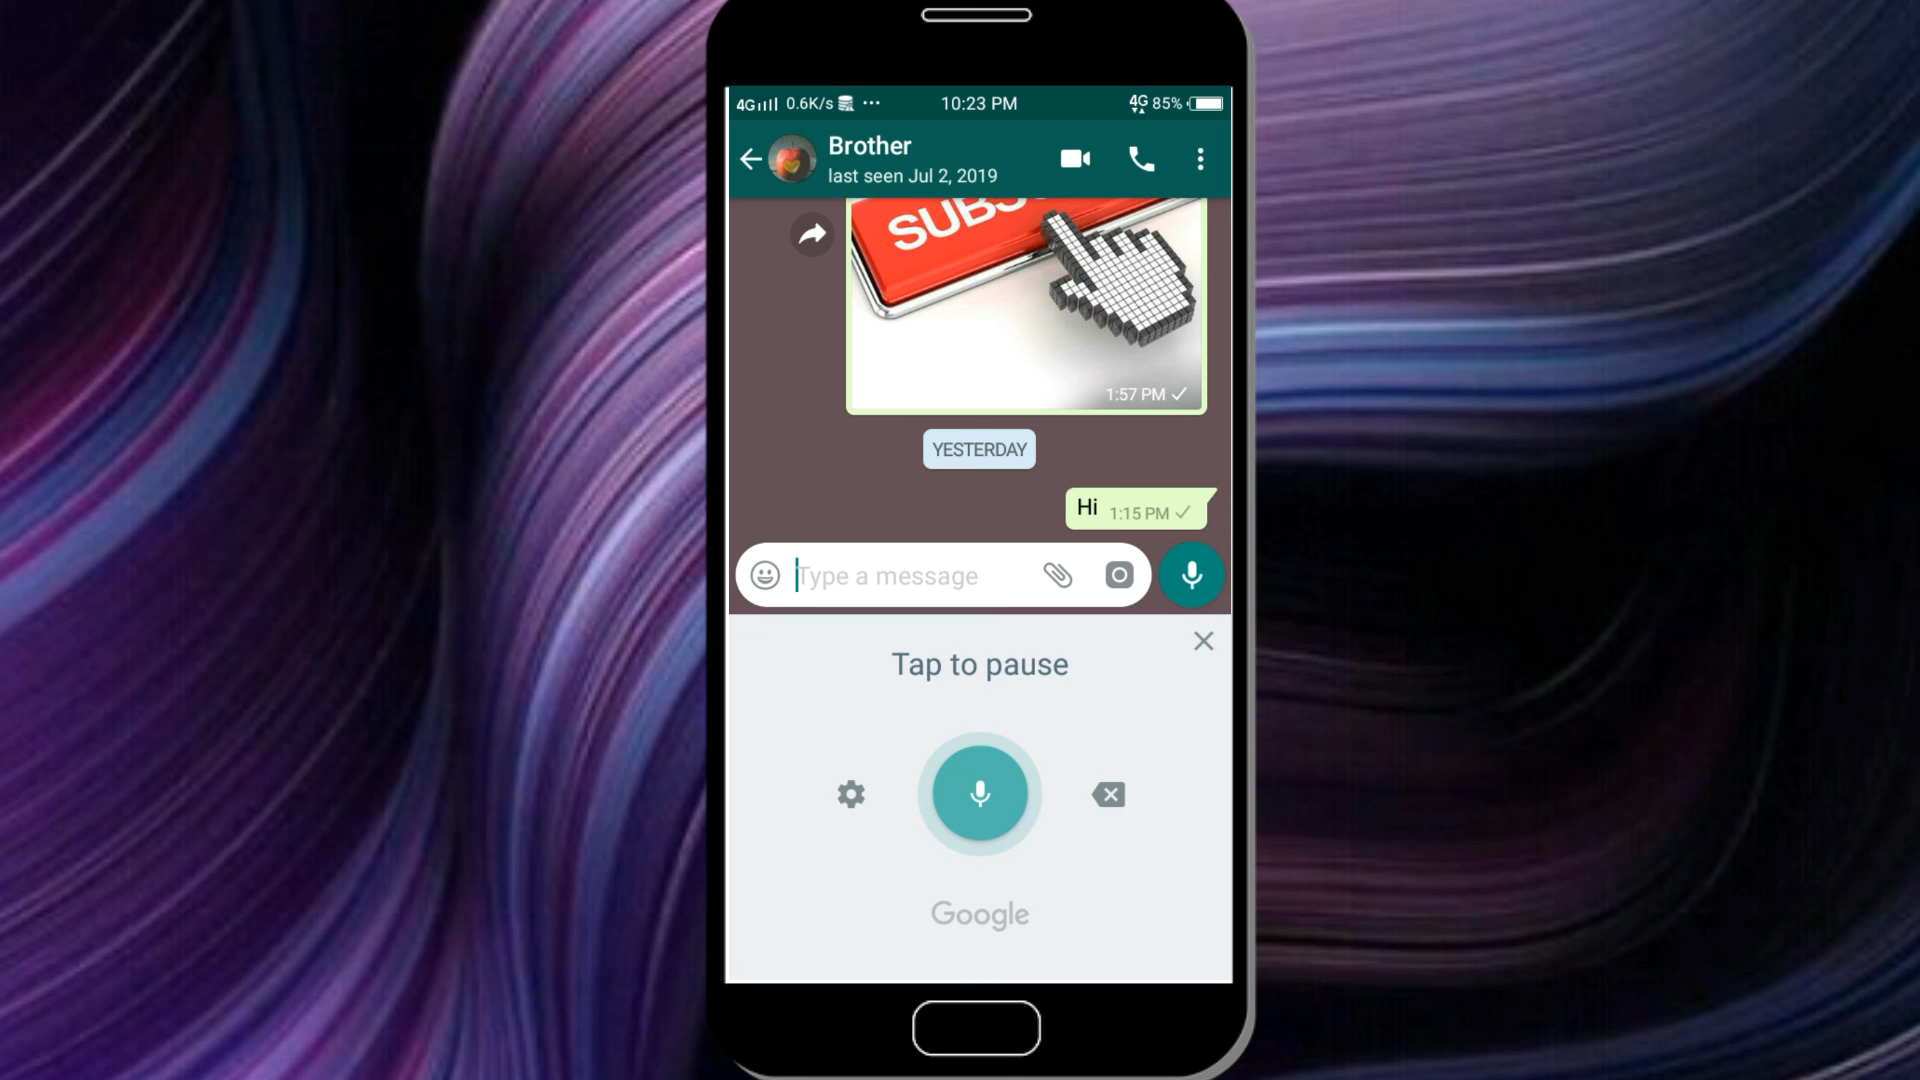 4G 0.6K/s ... 10:23 PM 4G 85%
Brother
last seen Jul 2, 2019
SUBS
1:57 PM
YESTERDAY
Hi 1:15 PM
Type a message
Tap to pause
Google